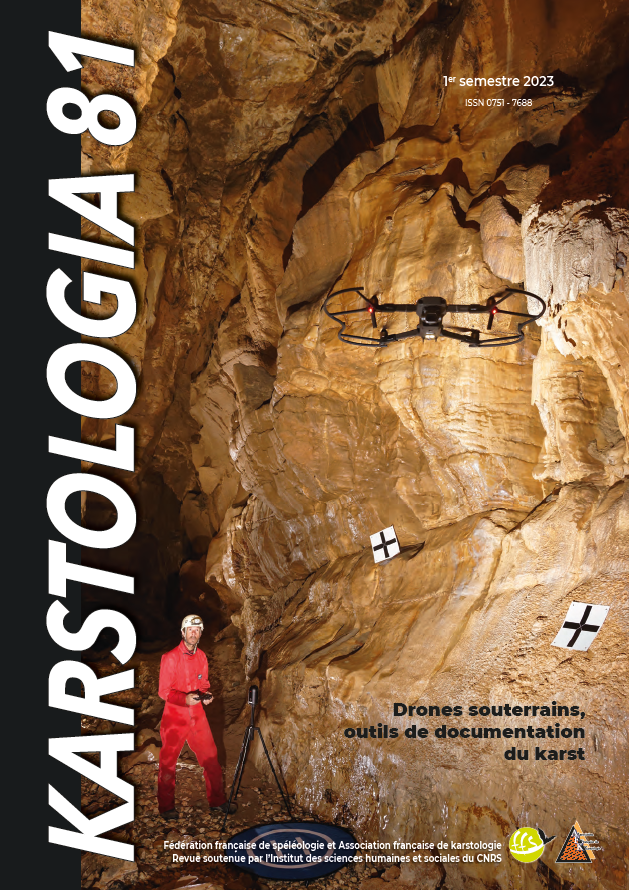 KARSTOLOGIA 81
1er semestre 2023
ISSN 0751 - 7688
Drones souterrains,
outils de documentation
du karst
Fédération française de spéléologie et Association française de karstologie
Revue soutenue par l'Institut des sciences humaines et sociales du CNRS
ffs